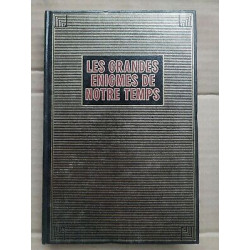 LES GRANDES
ENIGMES DE
NOTRE TEMPS